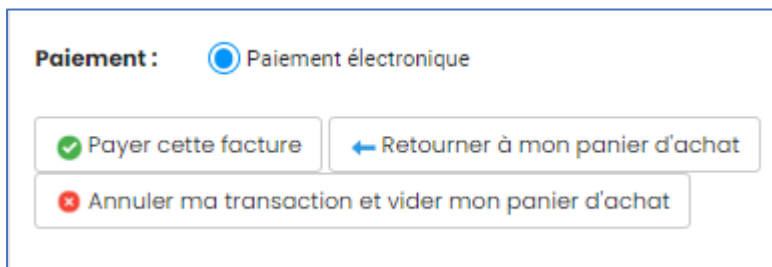 Paiement : Paiement électronique
Payer cette facture Retourner à mon panier d'achat
Annuler ma transaction et vider mon panier d'achat